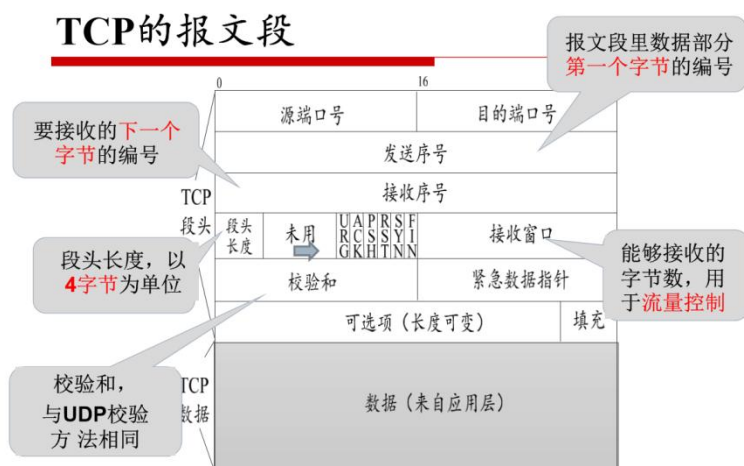 TCP的报文段
报文段里数据部分
第一个字节的编号
0
16
源端口号
目的端口号
要接收的下一个
字节的编号
发送序号
接收序号
TCP
段头
段头
长度
未用
URG
ACK
PSH
RST
SYN
FIN
接收窗口
段头长度，以
4字节为单位
能够接收的
字节数，用
于流量控制
校验和
紧急数据指针
可选项（长度可变）
填充
校验和，
与UDP校验
方 法相同
TCP
数据
数据（来自应用层）